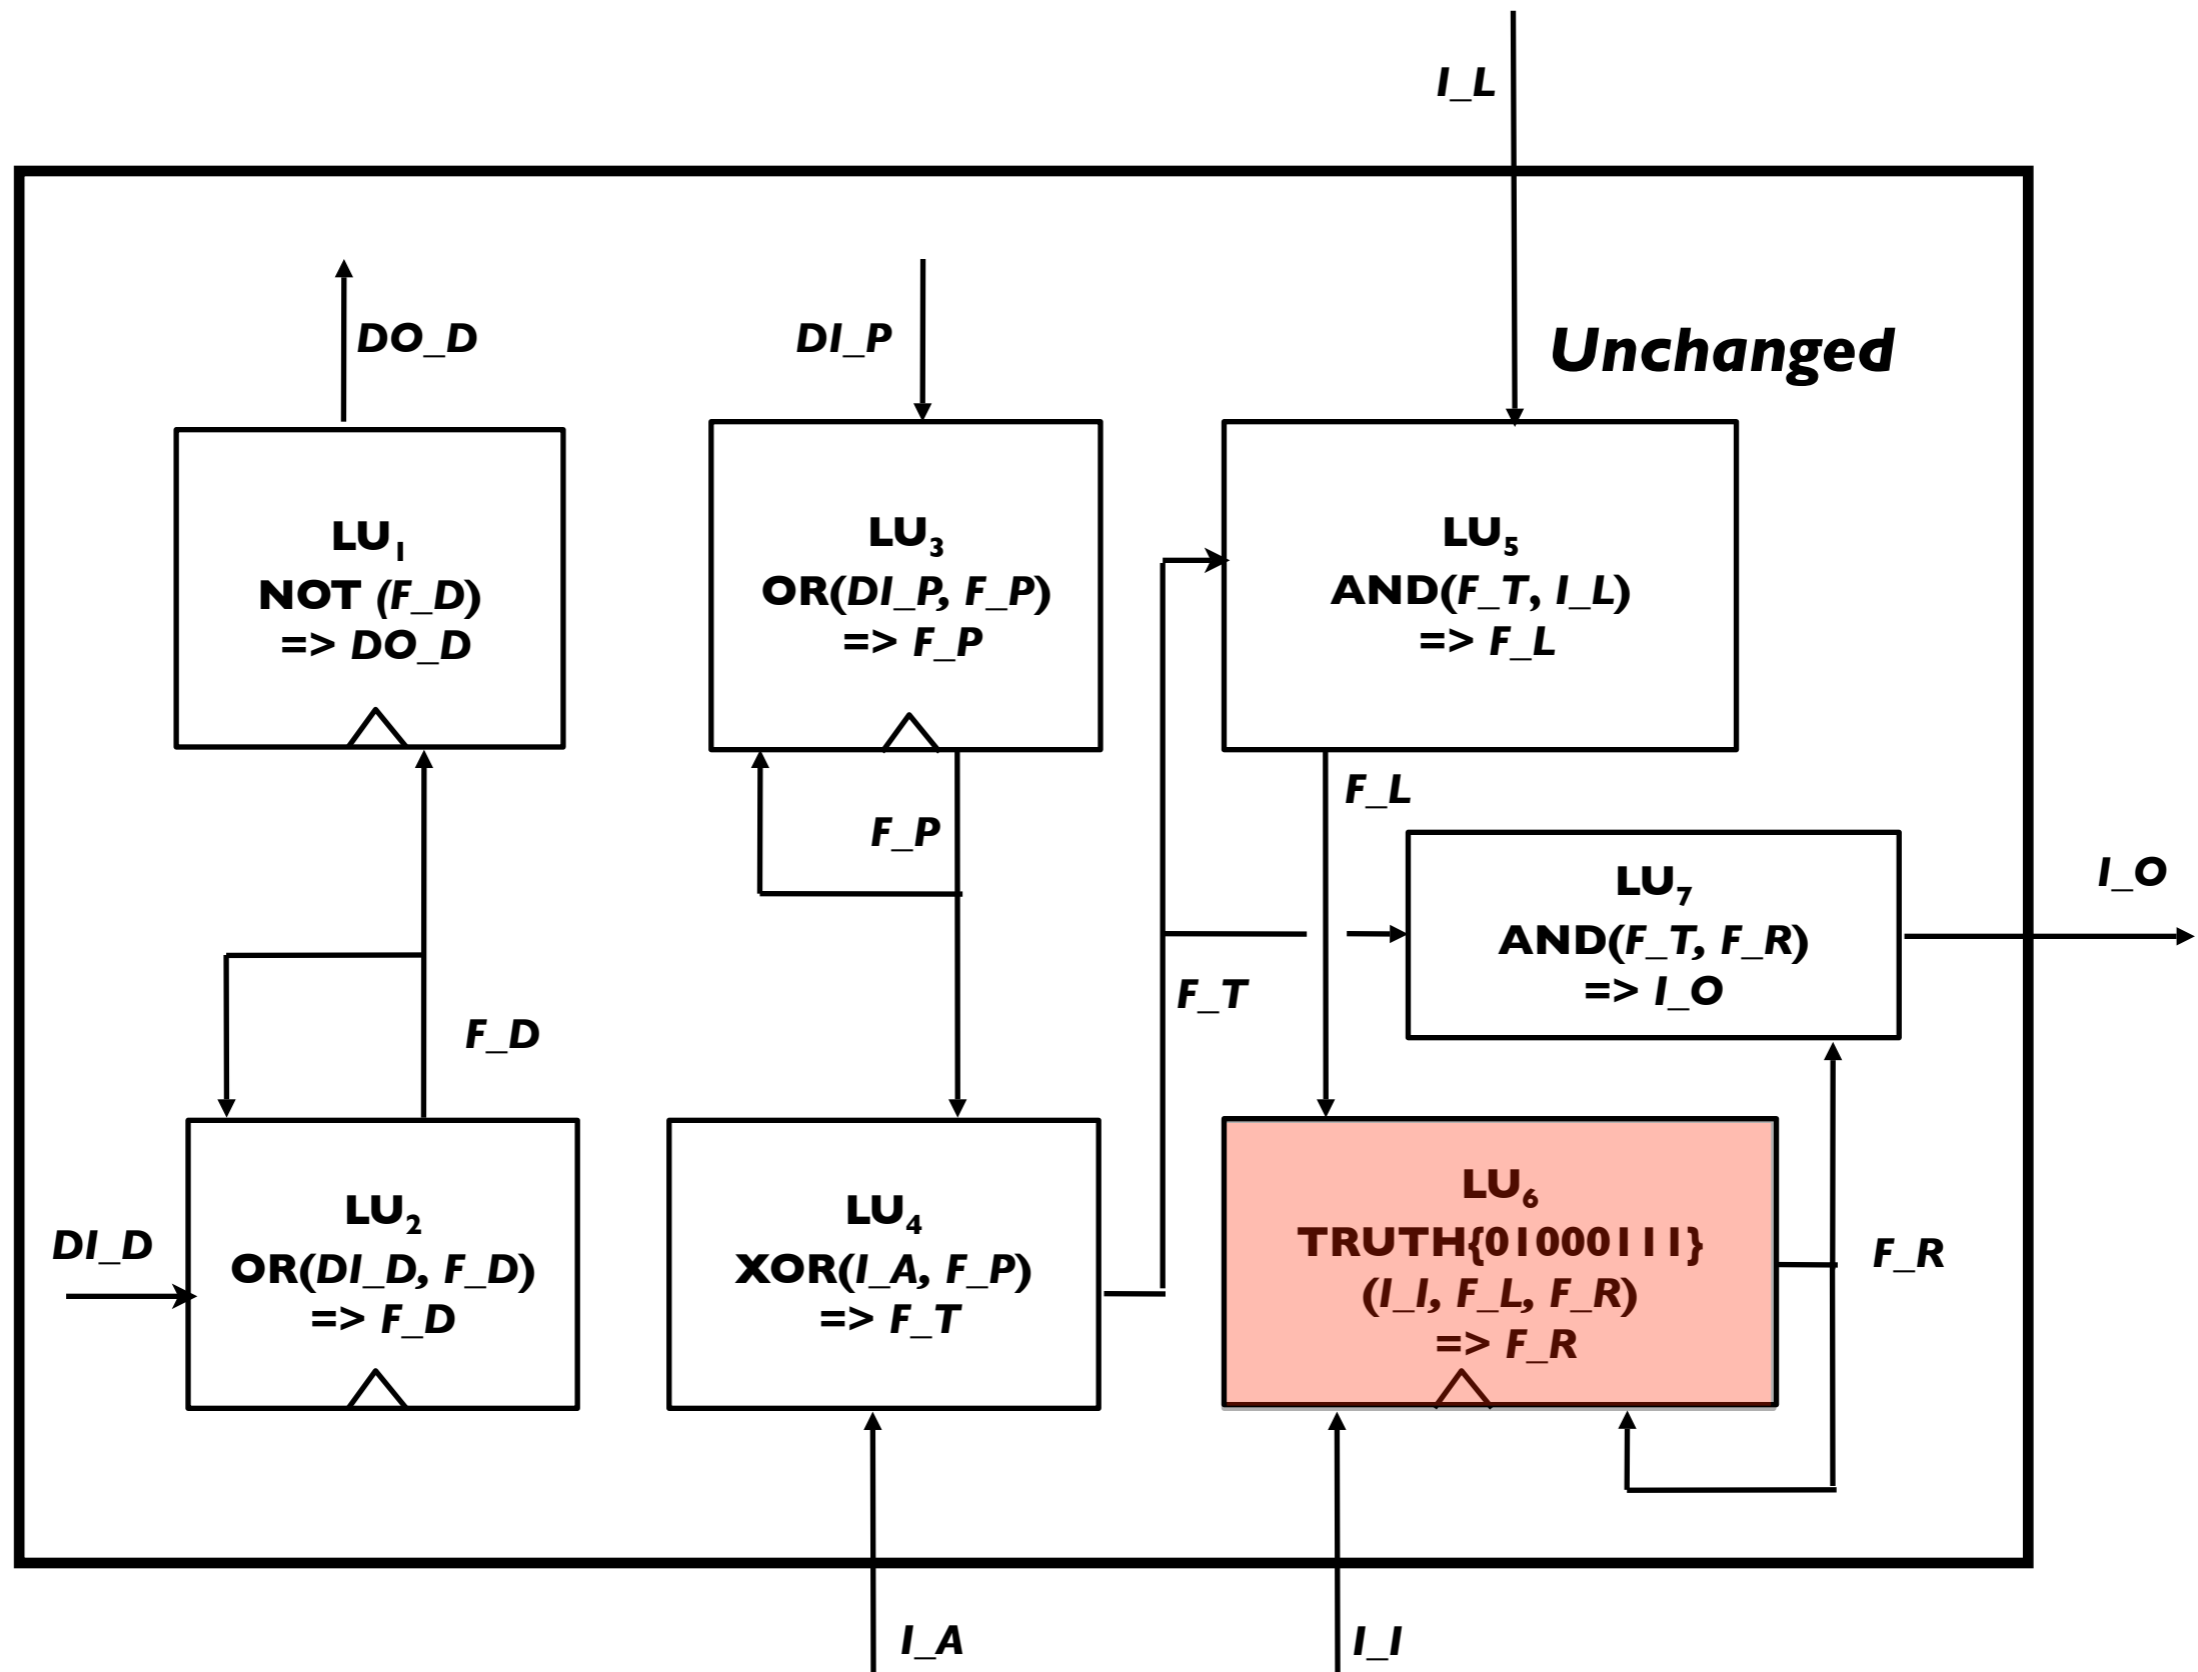 I_L
DO_D
DI_P
Unchanged
LU1
NOT (F_D)
=> DO_D
LU3
OR(DI_P, F_P)
=> F_P
LU5
AND(F_T, I_L)
=> F_L
F_L
F_P
LU7
AND(F_T, F_R)
=> I_O
I_O
F_T
F_D
LU2
OR(DI_D, F_D)
=> F_D
DI_D
LU4
XOR(I_A, F_P)
=> F_T
LU6
TRUTH{01000111}
(I_I, F_L, F_R)
=> F_R
F_R
I_A
I_I